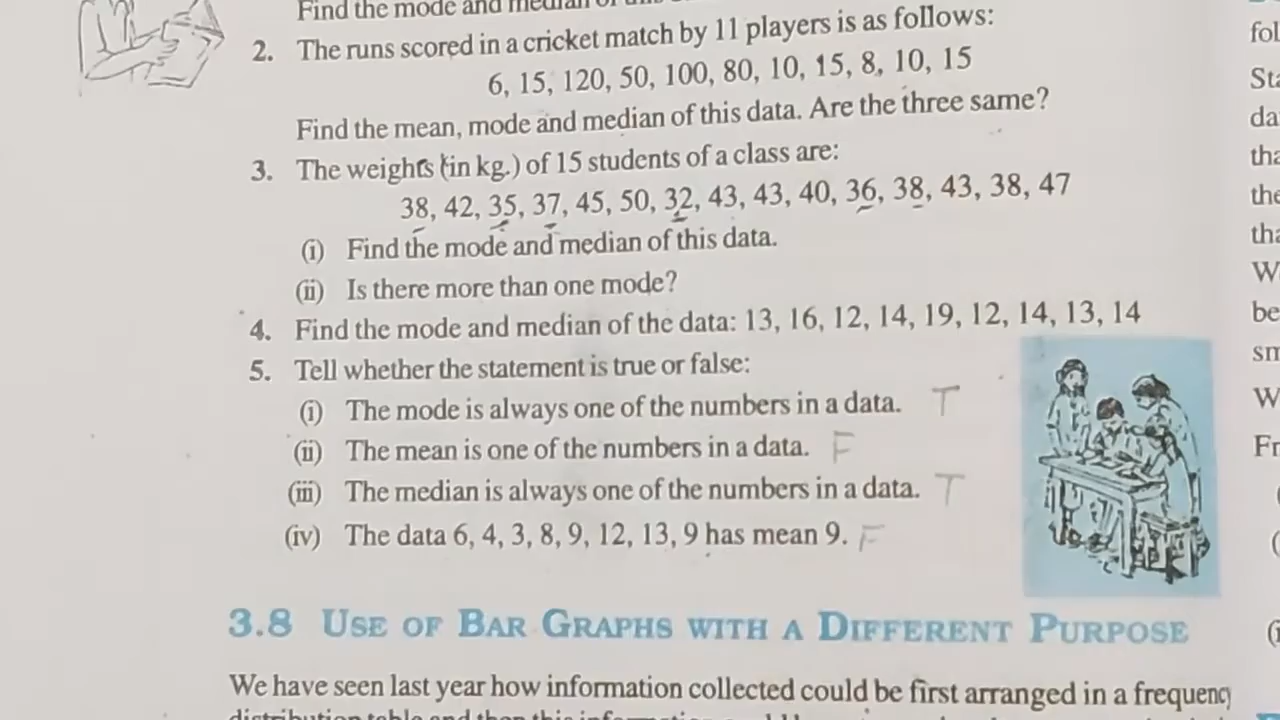 Find the mode and median of this
2. The runs scored in a cricket match by 11 players is as follows:
6, 15, 120, 50, 100, 80, 10, 15, 8, 10, 15
Find the mean, mode and median of this data. Are the three same?
3. The weights (in kg.) of 15 students of a class are:
38, 42, 35, 37, 45, 50, 32, 43, 43, 40, 36, 38, 43, 38, 47
(i) Find the mode and median of this data.
(ii) Is there more than one mode?
4. Find the mode and median of the data: 13, 16, 12, 14, 19, 12, 14, 13, 14
5. Tell whether the statement is true or false:
(i) The mode is always one of the numbers in a data. T
(ii) The mean is one of the numbers in a data. F
(iii) The median is always one of the numbers in a data. T
(iv) The data 6, 4, 3, 8, 9, 12, 13, 9 has mean 9. F
3.8 USE OF BAR GRAPHS WITH A DIFFERENT PURPOSE
We have seen last year how information collected could be first arranged in a frequency